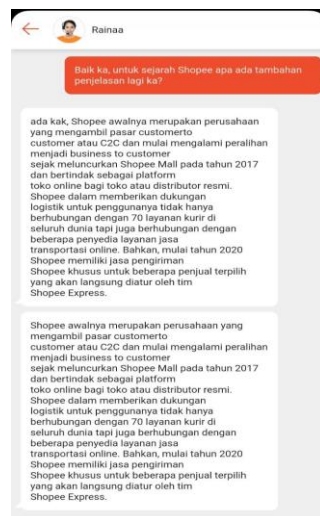 Rainaa
Baik ka, untuk sejarah Shopee apa ada tambahan
penjelasan lagi ka?
ada kak, Shopee awalnya merupakan perusahaan
yang mengambil pasar customerto
customer atau C2C dan mulai mengalami peralihan
menjadi business to customer
sejak meluncurkan Shopee Mall pada tahun 2017
dan bertindak sebagai platform
toko online bagi toko atau distributor resmi.
Shopee dalam memberikan dukungan
logistik untuk penggunanya tidak hanya
berhubungan dengan 70 layanan kurir di
seluruh dunia tapi juga berhubungan dengan
beberapa penyedia layanan jasa
transportasi online. Bahkan, mulai tahun 2020
Shopee memiliki jasa pengiriman
Shopee khusus untuk beberapa penjual terpilih
yang akan langsung diatur oleh tim
Shopee Express.
Shopee awalnya merupakan perusahaan yang
mengambil pasar customerto
customer atau C2C dan mulai mengalami peralihan
menjadi business to customer
sejak meluncurkan Shopee Mall pada tahun 2017
dan bertindak sebagai platform
toko online bagi toko atau distributor resmi.
Shopee dalam memberikan dukungan
logistik untuk penggunanya tidak hanya
berhubungan dengan 70 layanan kurir di
seluruh dunia tapi juga berhubungan dengan
beberapa penyedia layanan jasa
transportasi online. Bahkan, mulai tahun 2020
Shopee memiliki jasa pengiriman
Shopee khusus untuk beberapa penjual terpilih
yang akan langsung diatur oleh tim
Shopee Express.